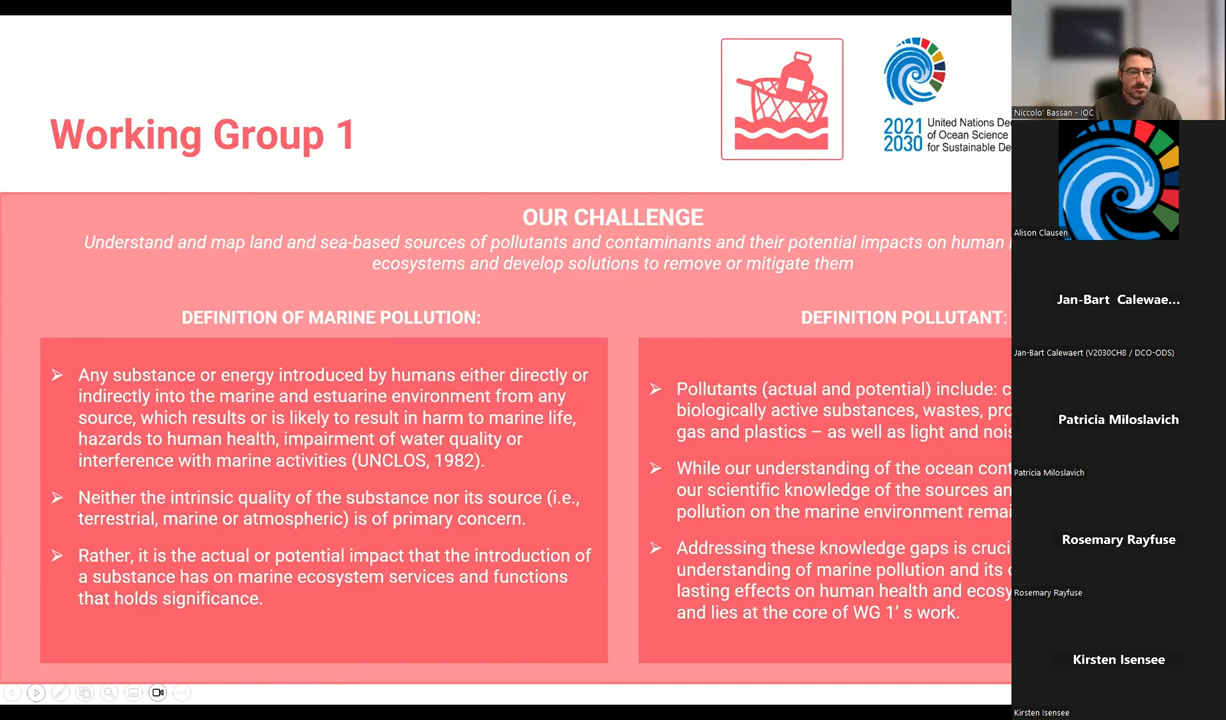 Working Group 1
2021
2030
United Nations De
of Ocean Science
for Sustainable De
OUR CHALLENGE
Understand and map land and sea-based sources of pollutants and contaminants and their potential impacts on human
ecosystems and develop solutions to remove or mitigate them
DEFINITION OF MARINE POLLUTION:
➢ Any substance or energy introduced by humans either directly or
indirectly into the marine and estuarine environment from any
source, which results or is likely to result in harm to marine life,
hazards to human health, impairment of water quality or
interference with marine activities (UNCLOS, 1982).
➢ Neither the intrinsic quality of the substance nor its source (i.e.,
terrestrial, marine or atmospheric) is of primary concern.
➢ Rather, it is the actual or potential impact that the introduction of
a substance has on marine ecosystem services and functions
that holds significance.
DEFINITION POLLUTANT:
➢ Pollutants (actual and potential) include: c
biologically active substances, wastes, pro
gas and plastics – as well as light and noi
➢ While our understanding of the ocean con
our scientific knowledge of the sources an
pollution on the marine environment remai
➢ Addressing these knowledge gaps is cruci
understanding of marine pollution and its
lasting effects on human health and ecosy
and lies at the core of WG 1’ s work.
Niccolo' Bassan - IOC
Alison Clausen
Jan-Bart Calewae...
Jan-Bart Calewaert (V2030CH8 / DCO-ODS)
Patricia Miloslavich
Patricia Miloslavich
Rosemary Rayfuse
Rosemary Rayfuse
Kirsten Isensee
Kirsten Isensee